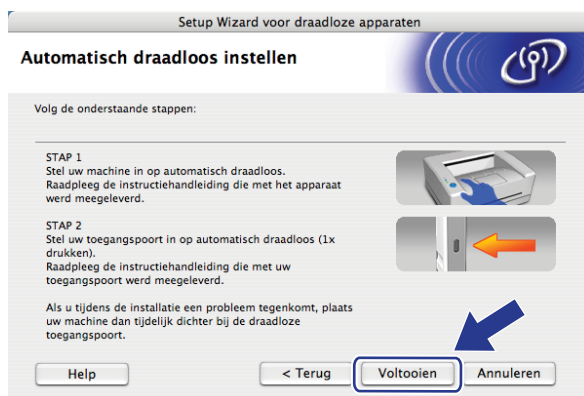 Setup Wizard voor draadloze apparaten
Automatisch draadloos instellen
Volg de onderstaande stappen:
STAP 1
Stel uw machine in op automatisch draadloos.
Raadpleeg de instructiehandleiding die met het apparaat
werd meegeleverd.
STAP 2
Stel uw toegangspoort in op automatisch draadloos (1x
drukken).
Raadpleeg de instructiehandleiding die met uw
toegangspoort werd meegeleverd.
Als u tijdens de installatie een probleem tegenkomt, plaats
uw machine dan tijdelijk dichter bij de draadloze
toegangspoort.
Help
< Terug
Voltooien
Annuleren